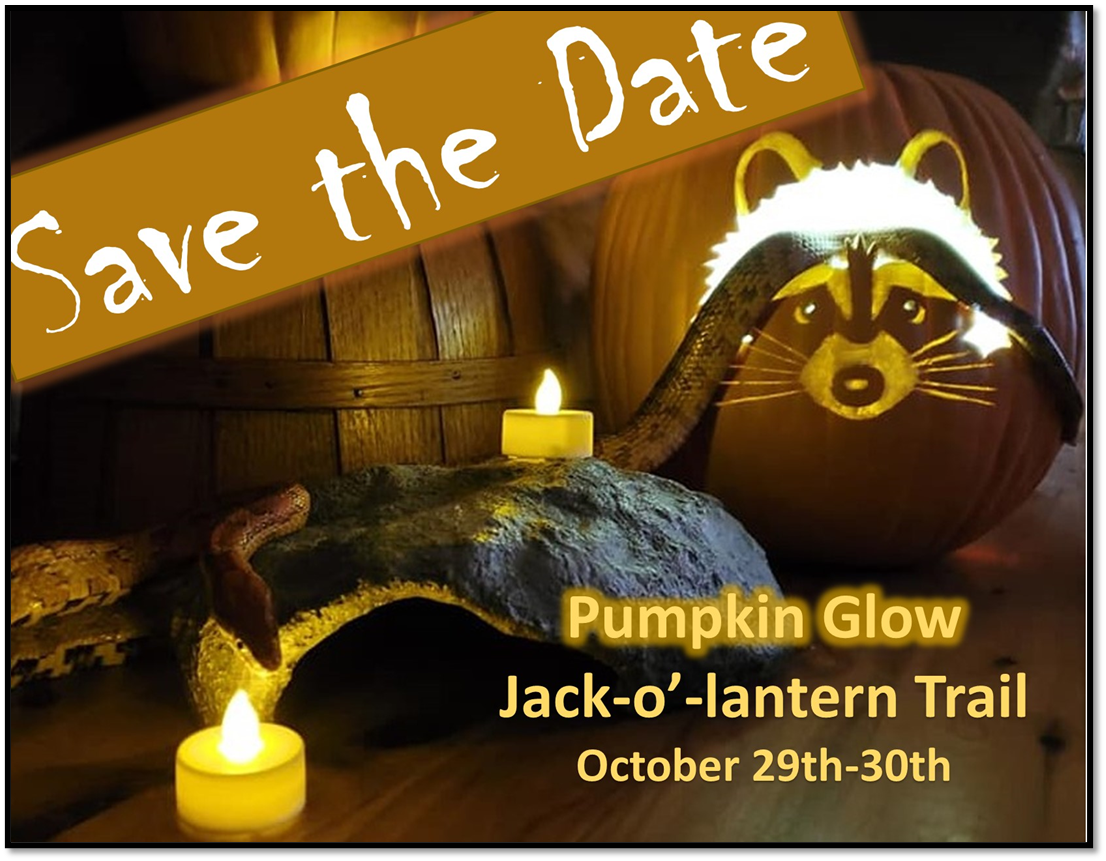 Save the Date
Pumpkin Glow
Jack-o’-lantern Trail
October 29th-30th